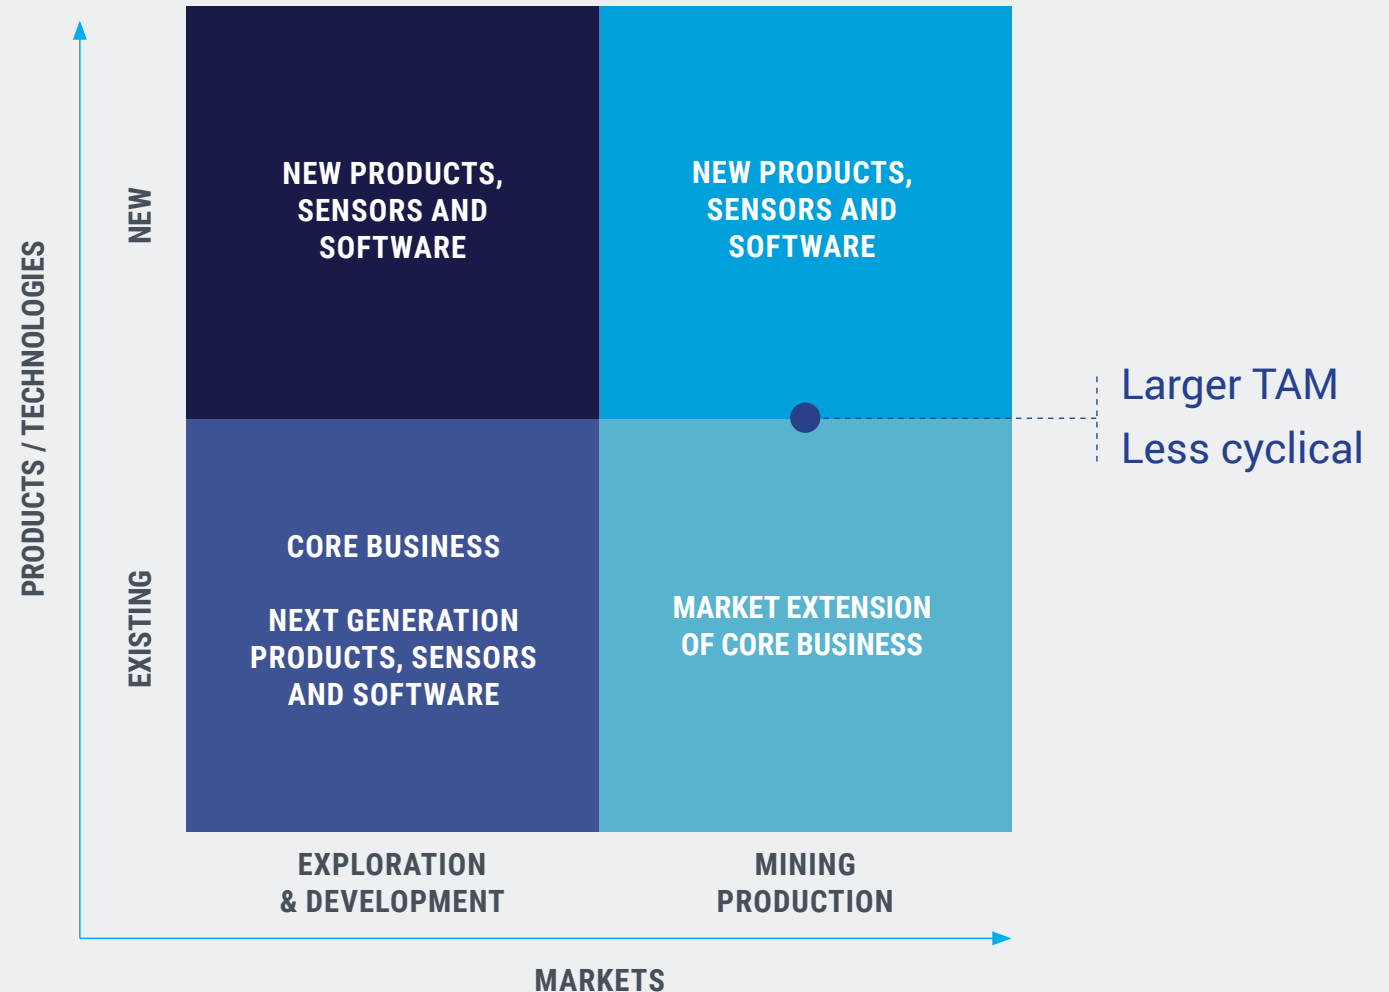 PRODUCTS / TECHNOLOGIES
NEW
EXISTING
NEW PRODUCTS,
SENSORS AND
SOFTWARE
NEW PRODUCTS,
SENSORS AND
SOFTWARE
Larger TAM
Less cyclical
CORE BUSINESS
NEXT GENERATION
PRODUCTS, SENSORS
AND SOFTWARE
MARKET EXTENSION
OF CORE BUSINESS
EXPLORATION
& DEVELOPMENT
MINING
PRODUCTION
MARKETS